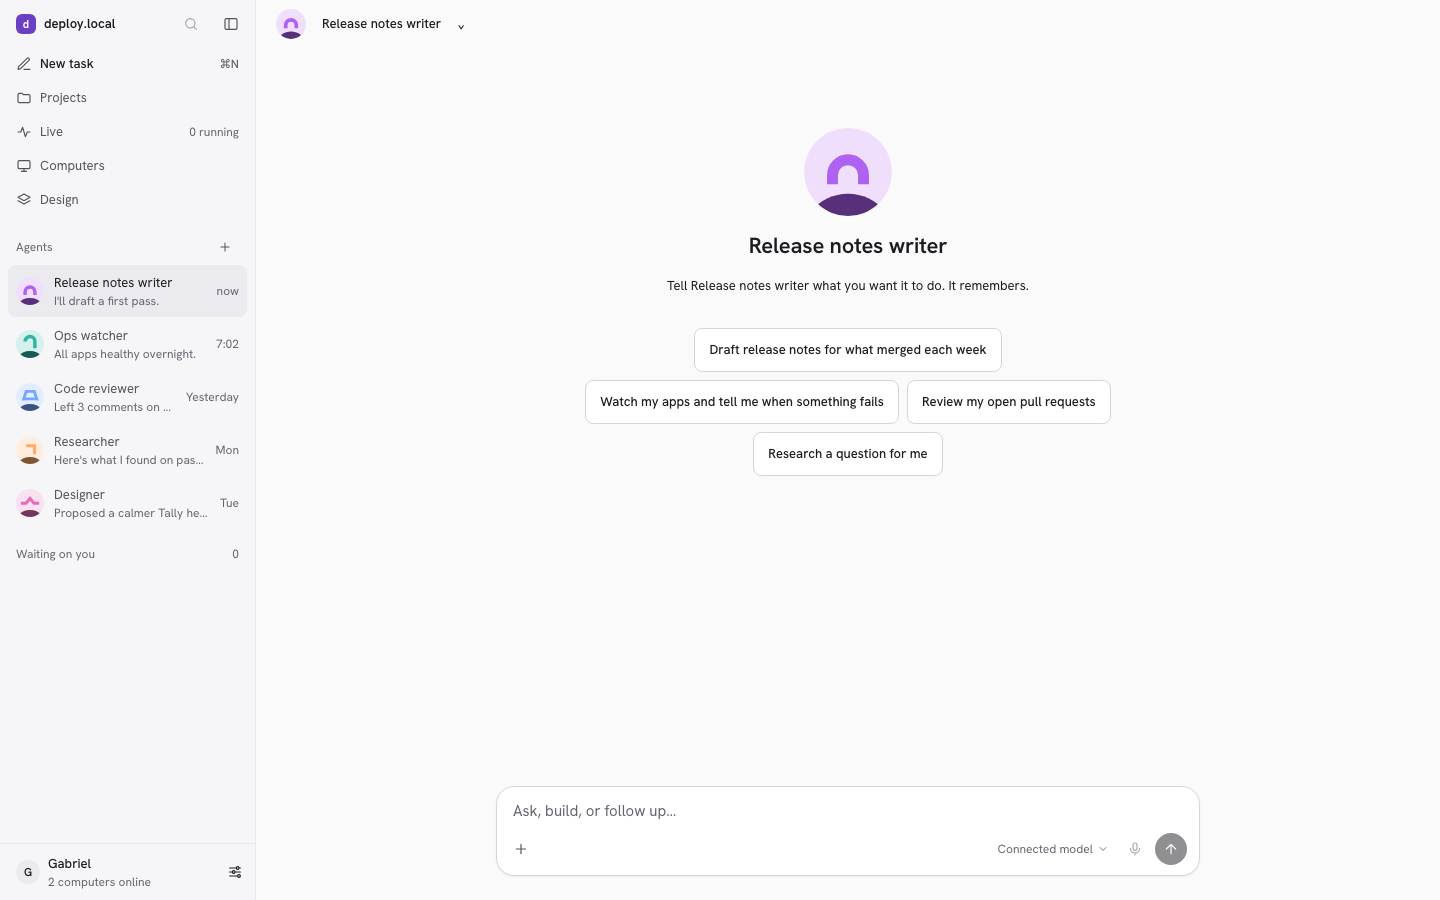 d deploy.local
New task ⌘N
Projects
Live 0 running
Computers
Design
Agents
Release notes writer
I'll draft a first pass.
now
Ops watcher
All apps healthy overnight.
7:02
Code reviewer
Left 3 comments on ...
Yesterday
Researcher
Here's what I found on pas...
Mon
Designer
Proposed a calmer Tally he...
Tue
Waiting on you 0
G
Gabriel
2 computers online
Release notes writer
Release notes writer
Tell Release notes writer what you want it to do. It remembers.
Draft release notes for what merged each week
Watch my apps and tell me when something fails
Review my open pull requests
Research a question for me
Ask, build, or follow up...
Connected model